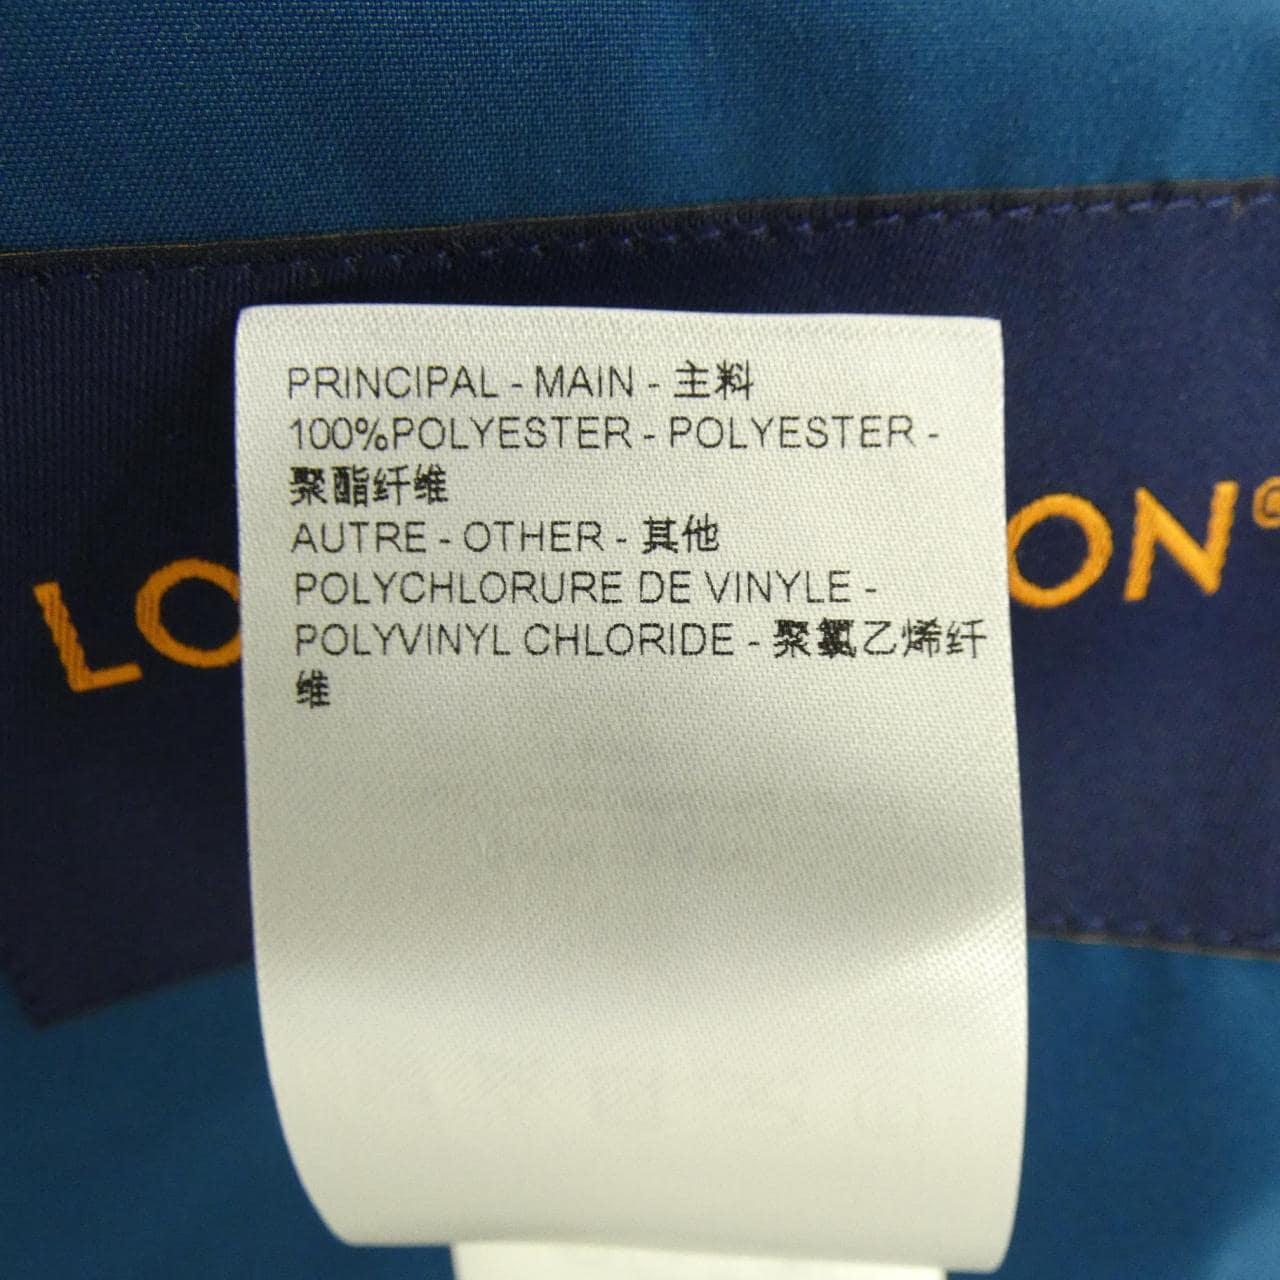 PRINCIPAL - MAIN - 主料
100%POLYESTER - POLYESTER -
聚酯纤维
AUTRE - OTHER - 其他
POLYCHLORURE DE VINYLE -
POLYVINYL CHLORIDE - 聚氯乙烯纤
维
LO
ON